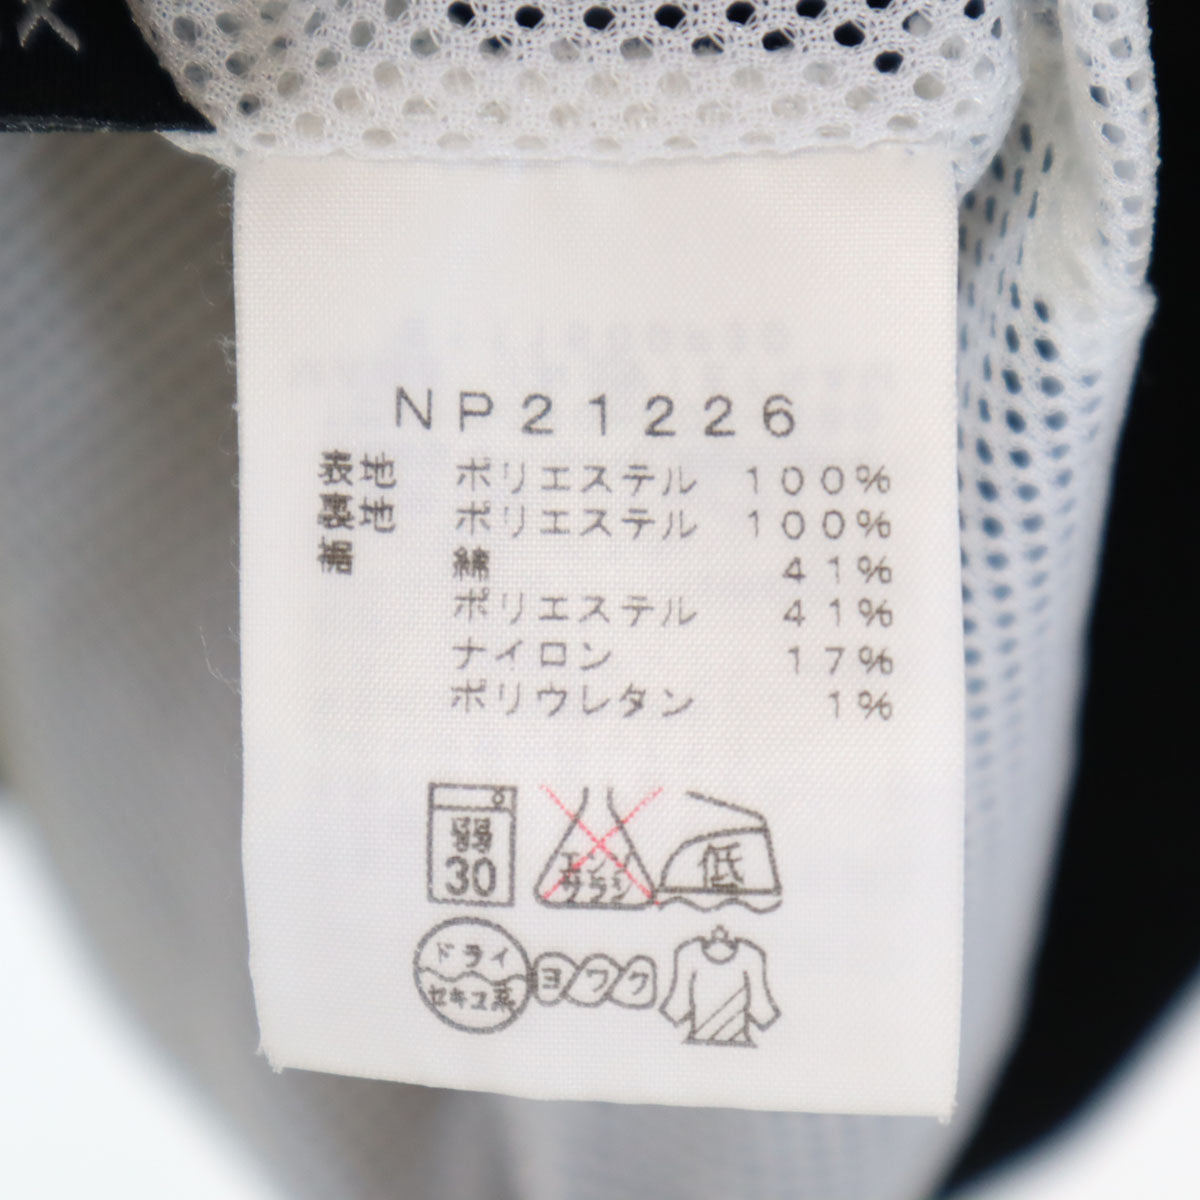 NP21226
表地 ポリエステル 100%
裏地 ポリエステル 100%
裾 綿 41%
ポリエステル 41%
ナイロン 17%
ポリウレタン 1%
弱
30
エンソ
サラシ
低
ドライ
セキユ系
ヨワク